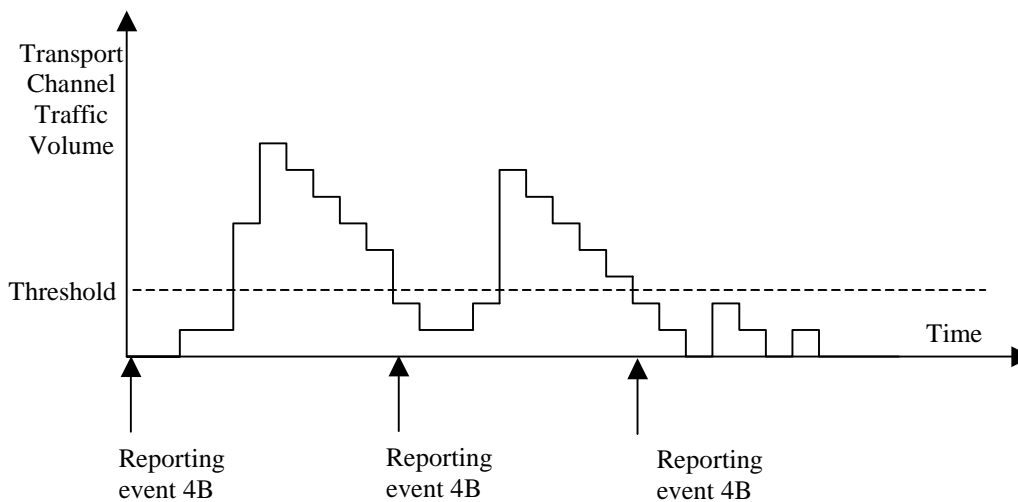 Transport
Channel
Traffic
Volume
Threshold
Time
Reporting
event 4B
Reporting
event 4B
Reporting
event 4B